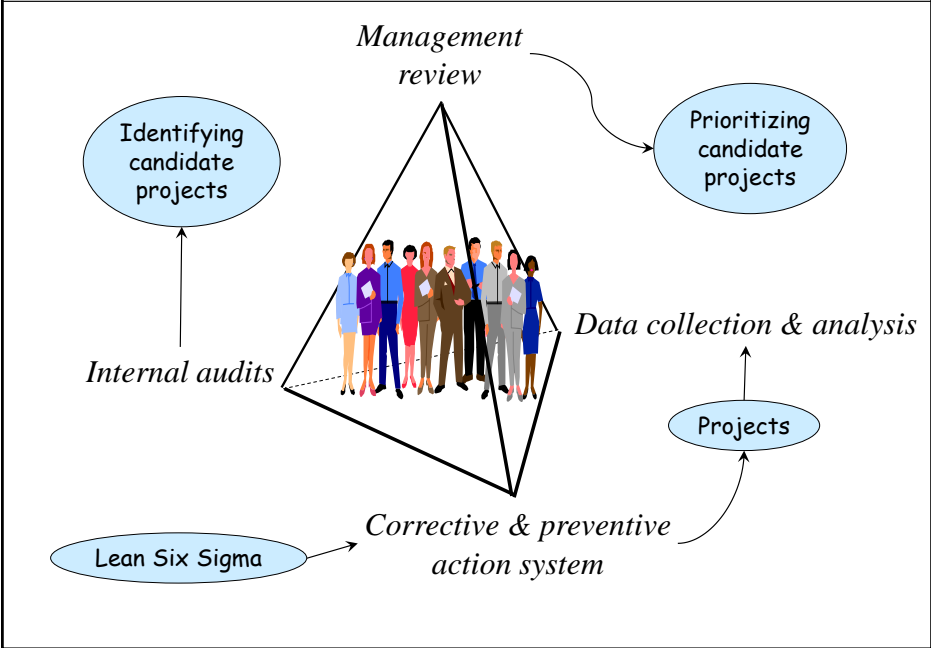 Management
review
Identifying
candidate
projects
Prioritizing
candidate
projects
Data collection & analysis
Internal audits
Projects
Corrective & preventive
action system
Lean Six Sigma